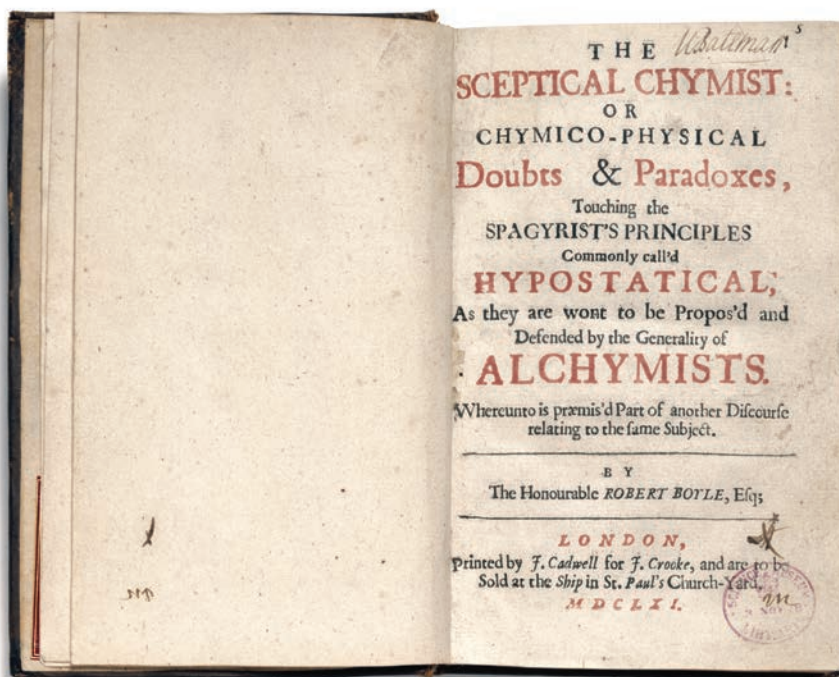 THE
SCEPTICAL CHYMIST:
OR
CHYMICO-PHYSICAL
Doubts & Paradoxes,
Touching the
SPAGYRIST'S PRINCIPLES
Commonly call'd
HYPOSTATICAL;
As they are wont to be Propos'd and
Defended by the Generality of
ALCHYMISTS.
Whereunto is præmis'd Part of another Diſcourſe
relating to the ſame Subject.
BY
The Honourable ROBERT BOYLE, Eſq;
LONDON,
Printed by J. Cadwell for J. Crooke, and are to be
Sold at the Ship in St. Paul's Church-Yard.
MDCLXI.